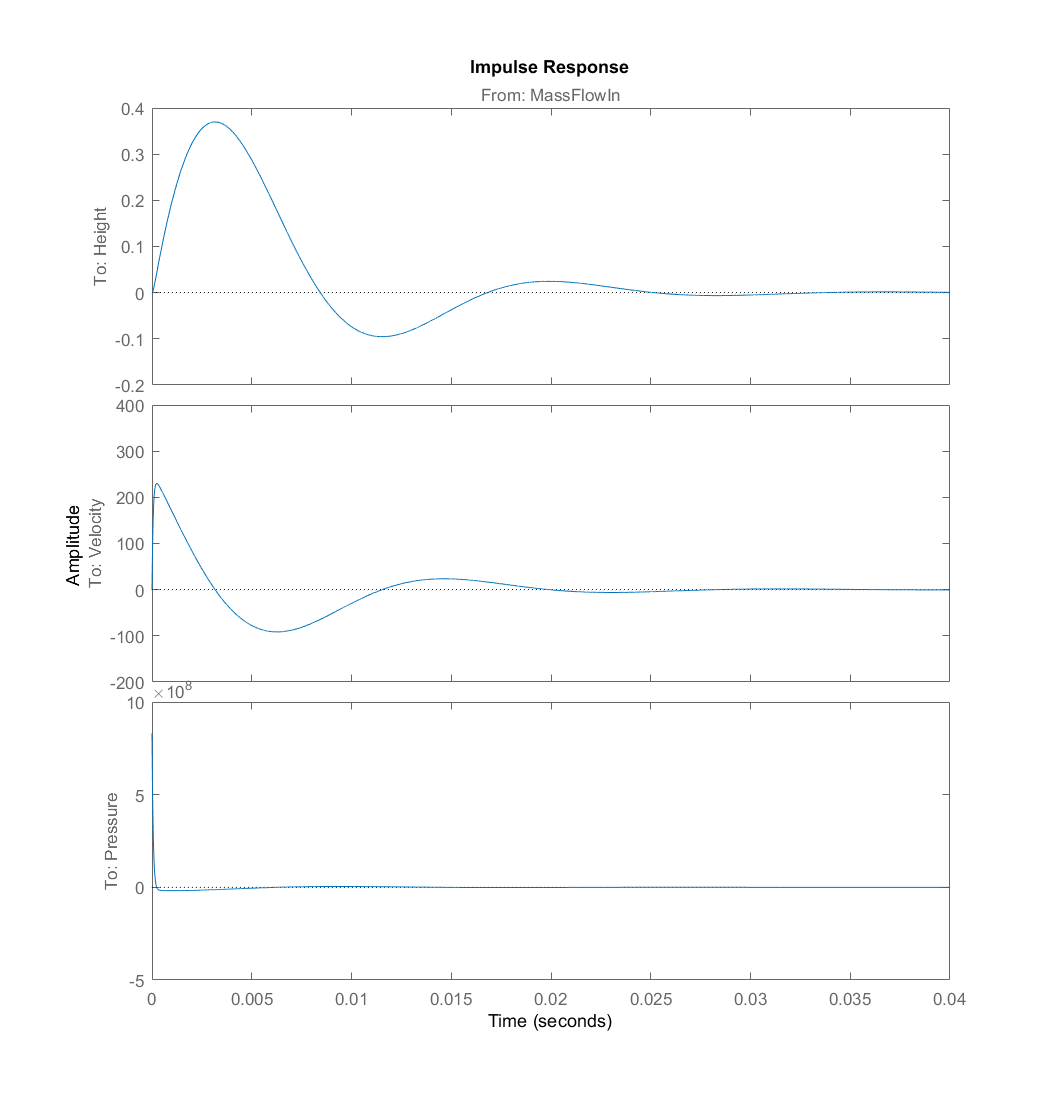 Impulse Response
From: MassFlowIn
To: Height
0.4
0.3
0.2
0.1
0
-0.1
-0.2
Amplitude
To: Velocity
400
300
200
100
0
-100
-200
×10⁸
To: Pressure
10
5
0
-5
0 0.005 0.01 0.015 0.02 0.025 0.03 0.035 0.04
Time (seconds)